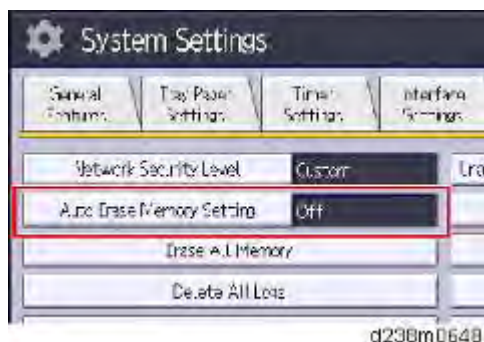 System Settings
General Features
Tray Paper Settings
Timer Settings
Interface Settings
Network Security Level
Custom
Auto Erase Memory Setting
Off
Erase All Memory
Delete All Logs
d238m0648